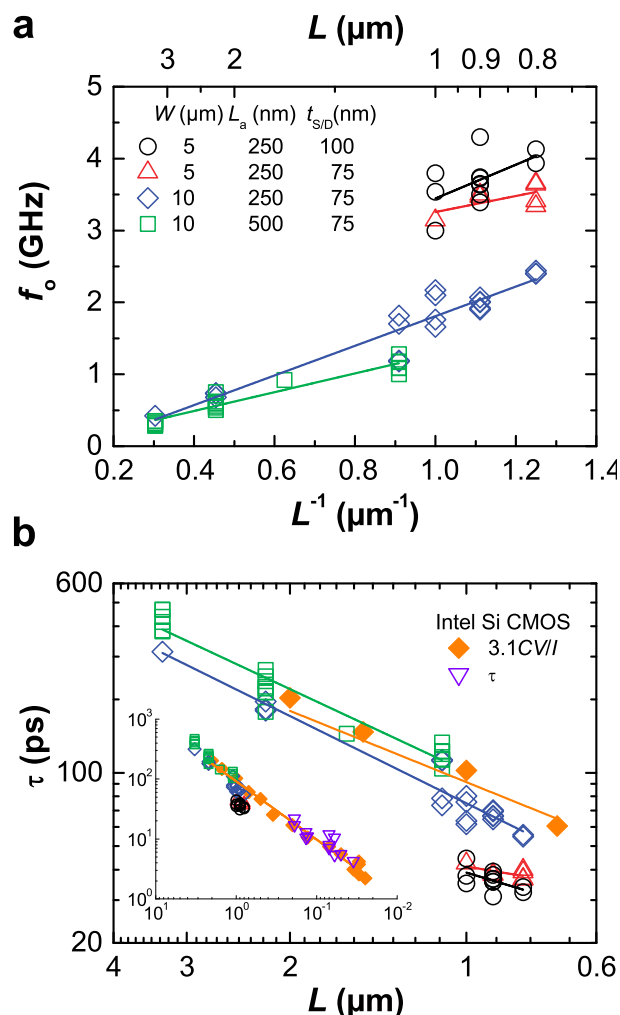 a
L (µm)
3 2 1 0.9 0.8
5
4
3
2
1
0
f_o (GHz)
W (µm) L_a (nm) t_S/D (nm)
5 250 100
5 250 75
10 250 75
10 500 75
0.2 0.4 0.6 0.8 1.0 1.2 1.4
L⁻¹ (µm⁻¹)
b
600
100
20
τ (ps)
Intel Si CMOS
3.1CV/I
τ
10³
10²
10¹
10⁰
10¹ 10⁰ 10⁻¹ 10⁻²
4 3 2 1 0.6
L (µm)